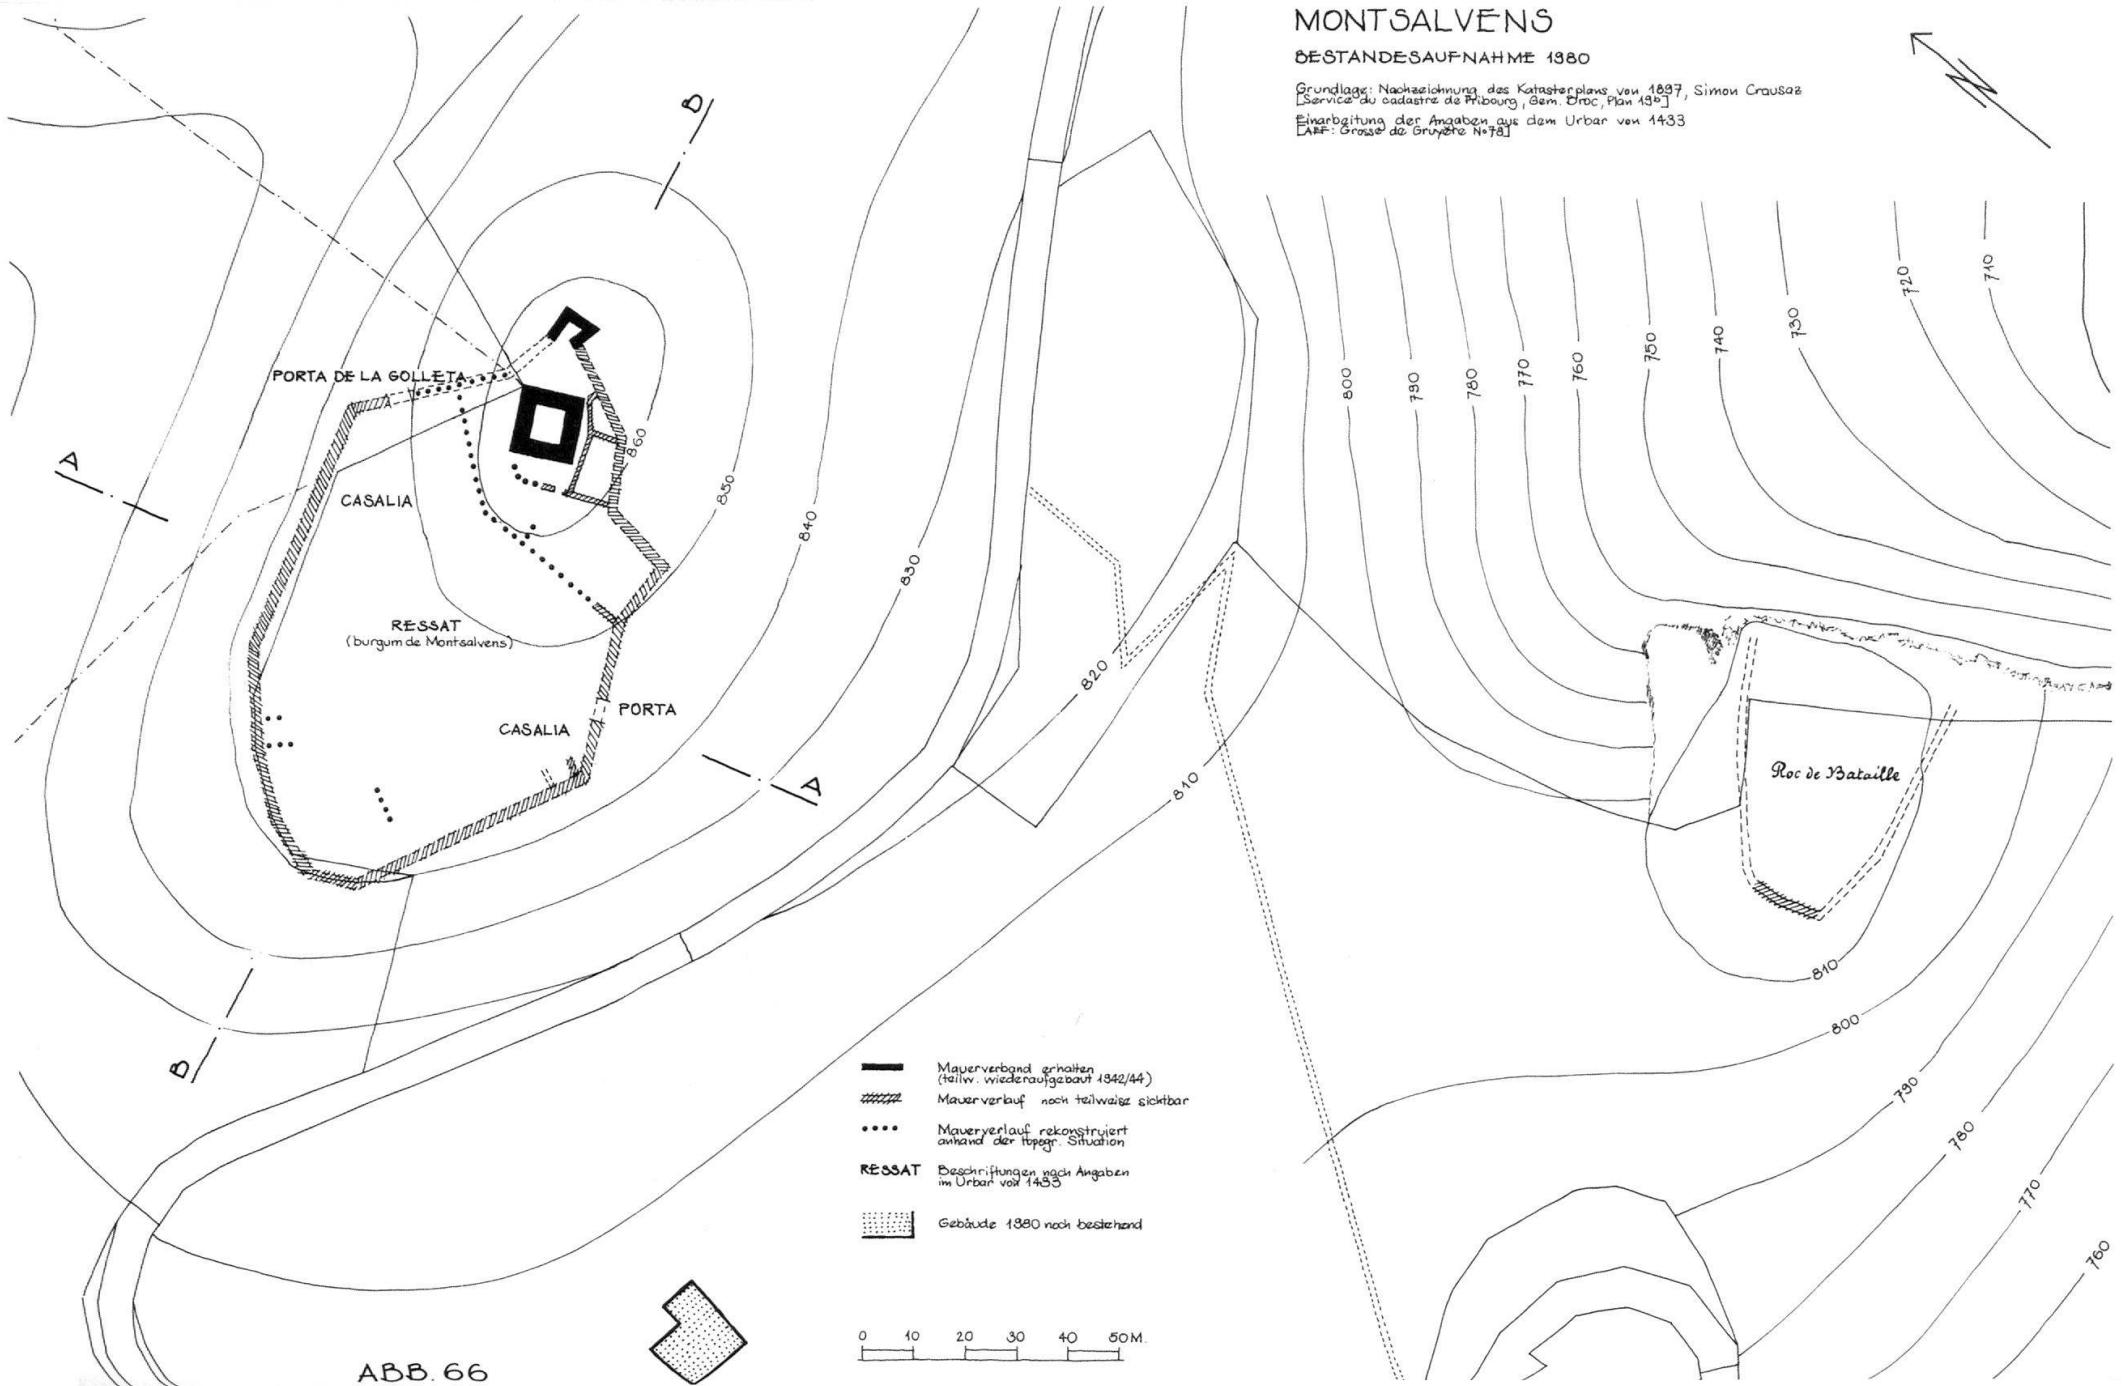 MONTSALVENS
BESTANDESAUFNAHME 1980
Grundlage: Nachzeichnung des Katasterplans von 1897, Simon Crausaz
[Service du cadastre de Fribourg, Gem. Broc, Plan 19b]
Einarbeitung der Angaben aus dem Urbar von 1433
[AEF: Grosse de Gruyère No 78]
N
B
PORTA DE LA GOLLETA
A
CASALIA
RESSAT
(burgum de Montsalvens)
CASALIA
PORTA
A
B
860
850
840
830
820
810
800
790
780
770
760
750
740
730
720
710
Roc de Bataille
810
800
790
780
770
760
Mauerverband erhalten
(teilw. wiederaufgebaut 1942/44)
Mauerverlauf noch teilweise sichtbar
Mauerverlauf rekonstruiert
anhand der topogr. Situation
RESSAT Beschriftungen nach Angaben
im Urbar von 1433
Gebäude 1980 noch bestehend
0 10 20 30 40 50M.
ABB. 66